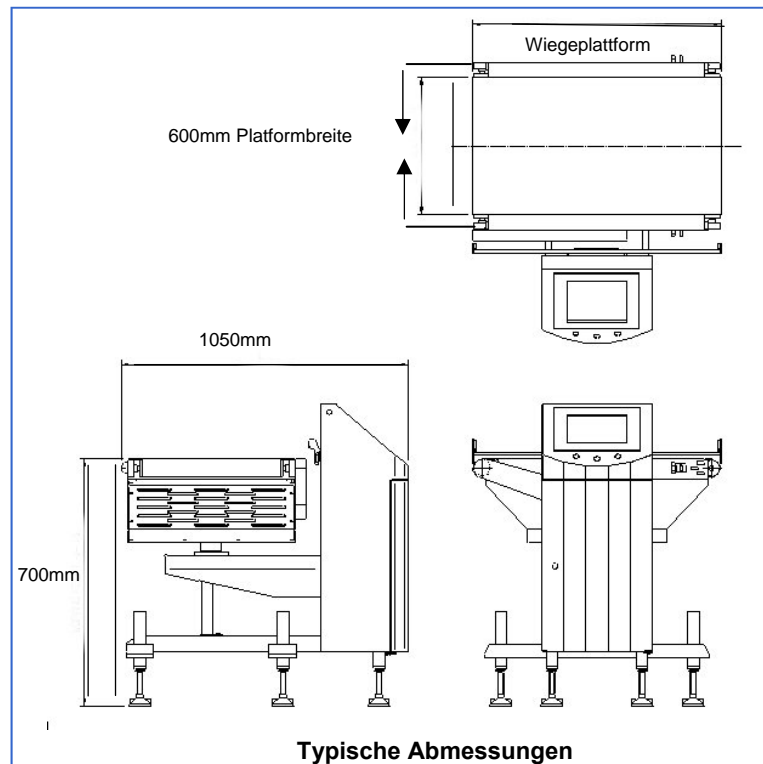 Wiegeplattform
600mm Platformbreite
1050mm
700mm
Typische Abmessungen